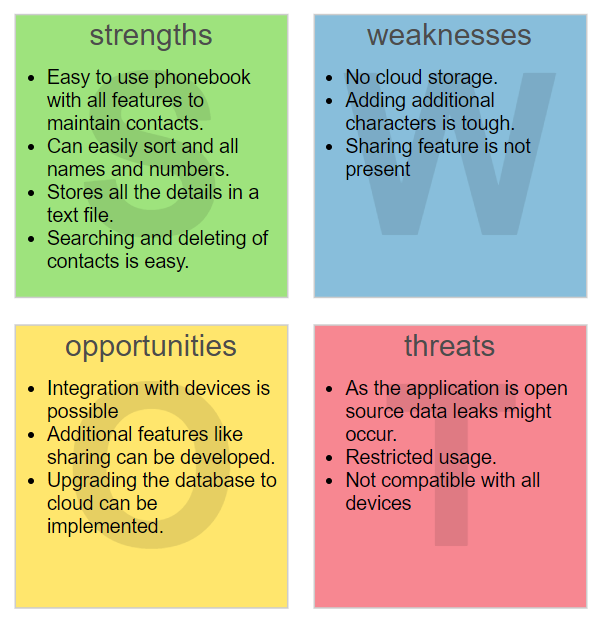 strengths
• Easy to use phonebook
with all features to
maintain contacts.
• Can easily sort and all
names and numbers.
• Stores all the details in a
text file.
• Searching and deleting of
contacts is easy.
S
weaknesses
• No cloud storage.
• Adding additional
characters is tough.
• Sharing feature is not
present
W
opportunities
• Integration with devices is
possible
• Additional features like
sharing can be developed.
• Upgrading the database to
cloud can be
implemented.
O
threats
• As the application is open
source data leaks might
occur.
• Restricted usage.
• Not compatible with all
devices
T